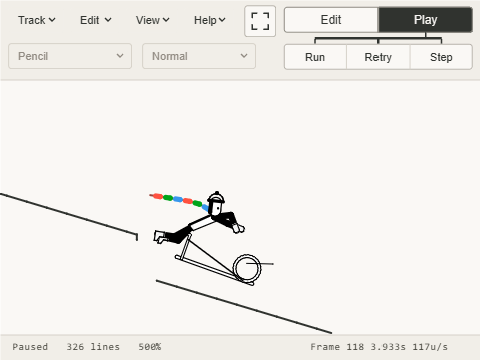 Track Edit View Help Edit Play
Pencil Normal Run Retry Step
Paused 326 lines 500% Frame 118 3.933s 117u/s